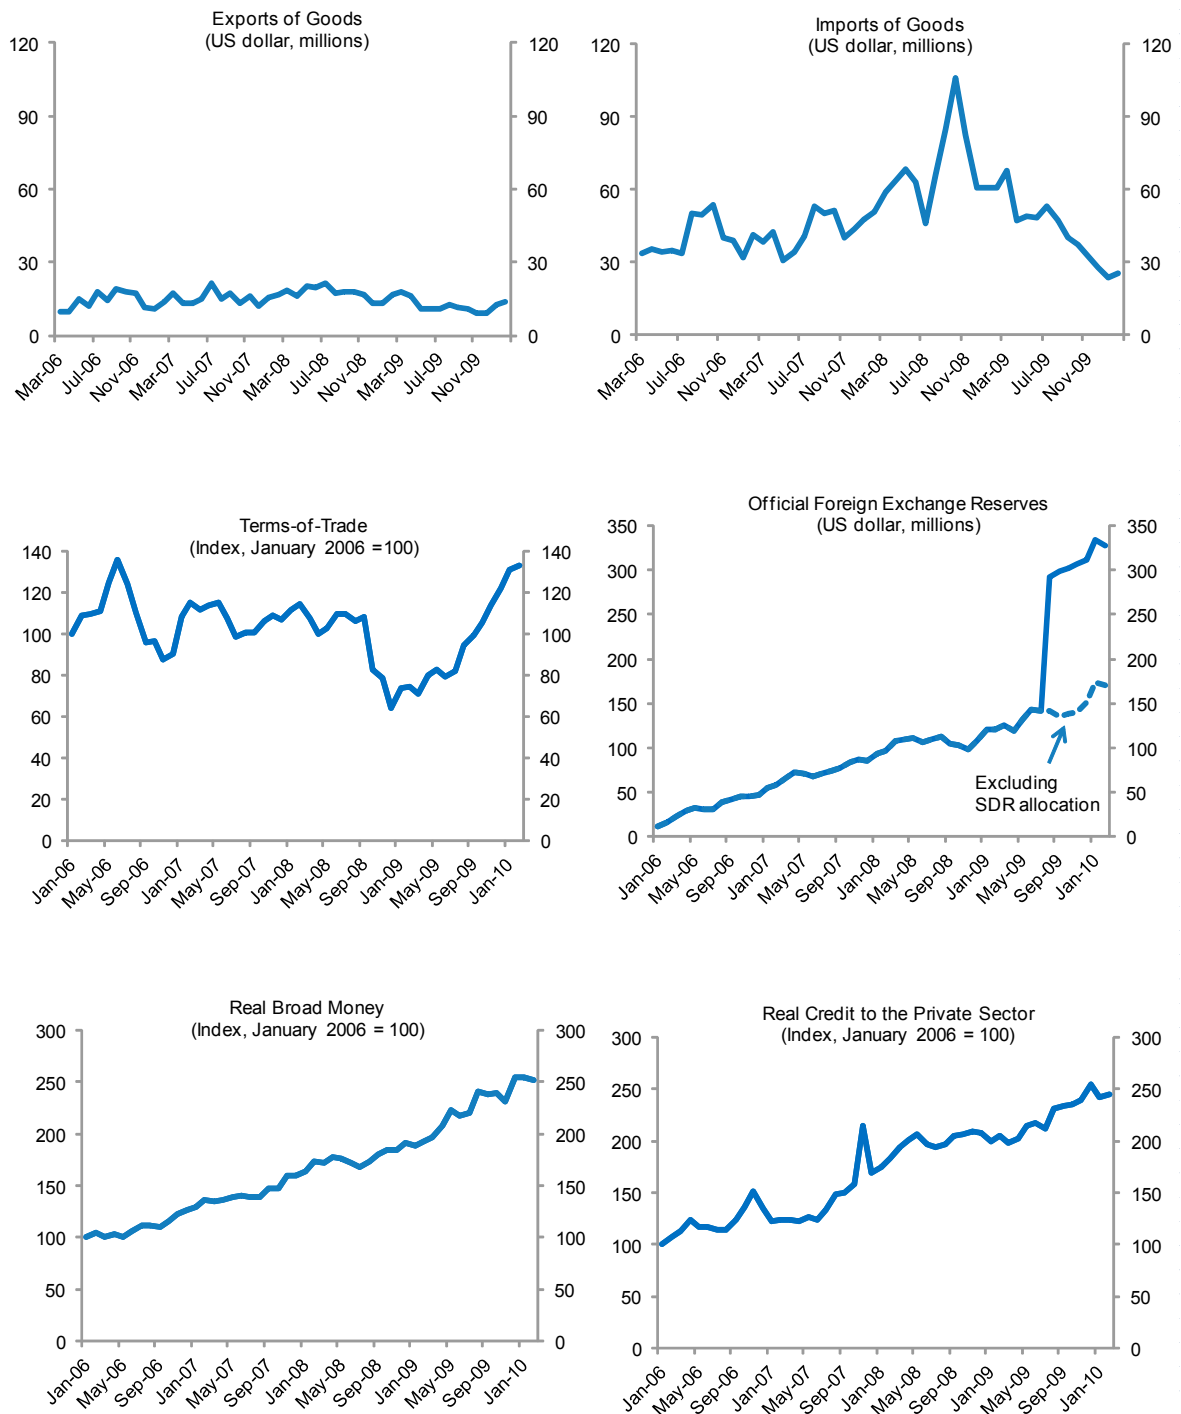 Exports of Goods
(US dollar, millions)
120 120
90 90
60 60
30 30
0 0
Mar-06 Jul-06 Nov-06 Mar-07 Jul-07 Nov-07 Mar-08 Jul-08 Nov-08 Mar-09 Jul-09 Nov-09
Imports of Goods
(US dollar, millions)
120 120
90 90
60 60
30 30
0 0
Mar-06 Jul-06 Nov-06 Mar-07 Jul-07 Nov-07 Mar-08 Jul-08 Nov-08 Mar-09 Jul-09 Nov-09
Terms-of-Trade
(Index, January 2006 =100)
140 140
120 120
100 100
80 80
60 60
40 40
20 20
0 0
Jan-06 May-06 Sep-06 Jan-07 May-07 Sep-07 Jan-08 May-08 Sep-08 Jan-09 May-09 Sep-09 Jan-10
Official Foreign Exchange Reserves
(US dollar, millions)
350 350
300 300
250 250
200 200
150 150
100 100
50 50
0 0
Excluding
SDR allocation
Jan-06 May-06 Sep-06 Jan-07 May-07 Sep-07 Jan-08 May-08 Sep-08 Jan-09 May-09 Sep-09 Jan-10
Real Broad Money
(Index, January 2006 = 100)
300 300
250 250
200 200
150 150
100 100
50 50
0 0
Jan-06 May-06 Sep-06 Jan-07 May-07 Sep-07 Jan-08 May-08 Sep-08 Jan-09 May-09 Sep-09 Jan-10
Real Credit to the Private Sector
(Index, January 2006 = 100)
300 300
250 250
200 200
150 150
100 100
50 50
0 0
Jan-06 May-06 Sep-06 Jan-07 May-07 Sep-07 Jan-08 May-08 Sep-08 Jan-09 May-09 Sep-09 Jan-10